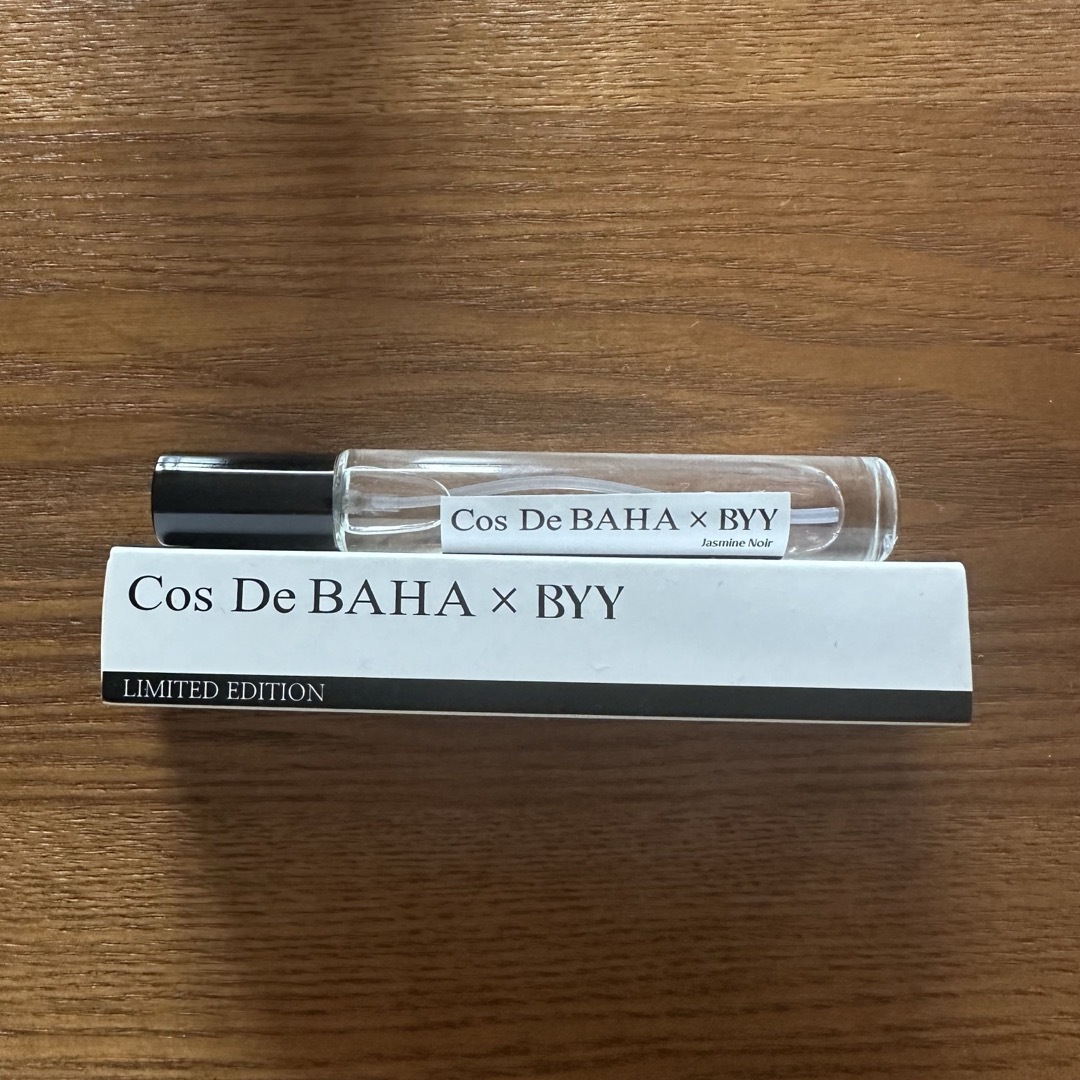 Cos De BAHA × BYY
Jasmine Noir
Cos De BAHA × BYY
LIMITED EDITION